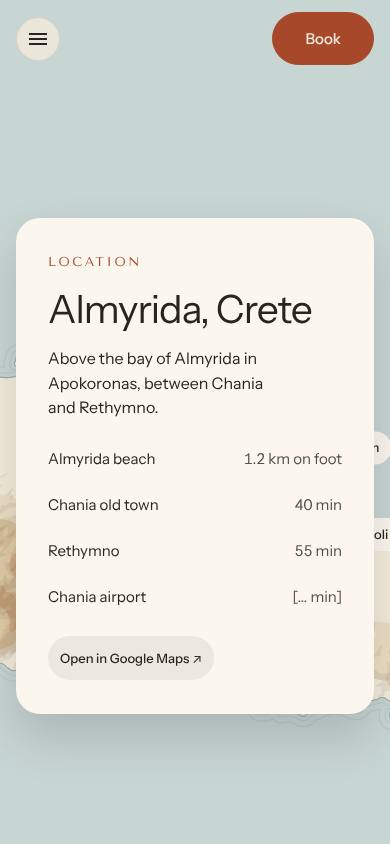 Book
LOCATION
Almyrida, Crete
Above the bay of Almyrida in
Apokoronas, between Chania
and Rethymno.
Almyrida beach 1.2 km on foot
Chania old town 40 min
Rethymno 55 min
Chania airport [... min]
Open in Google Maps ↗